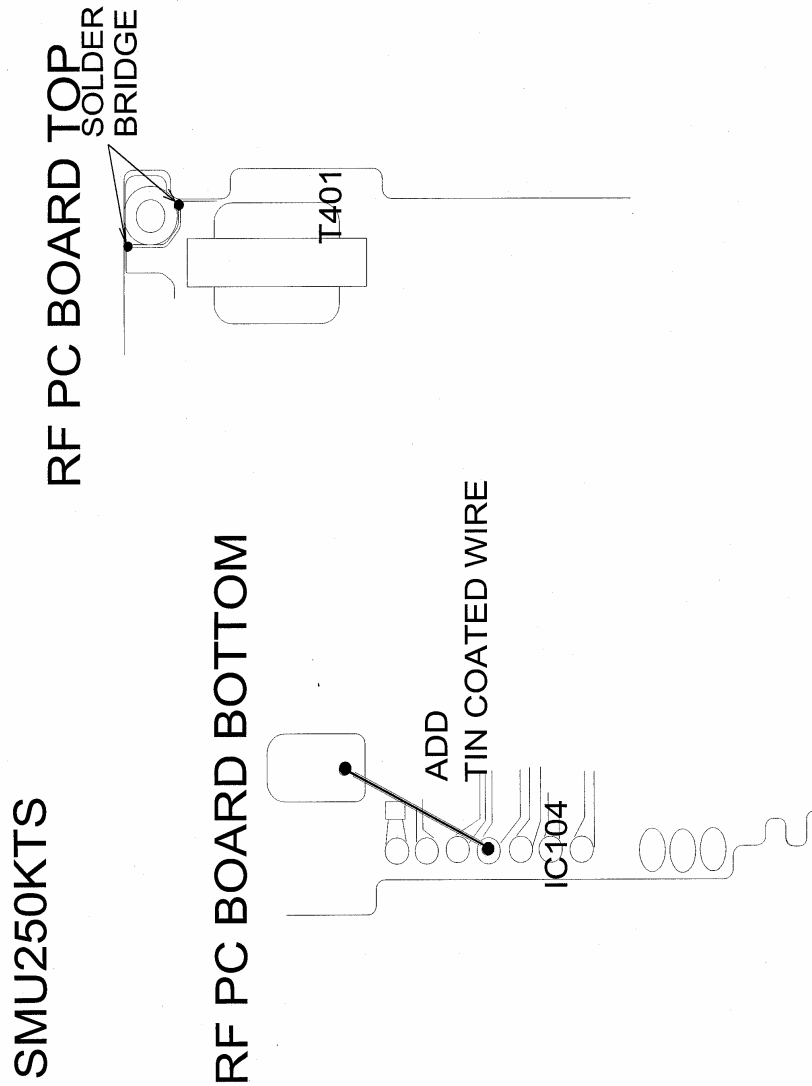 SMU250KTS
RF PC BOARD BOTTOM
ADD
TIN COATED WIRE
IC104
RF PC BOARD TOP
SOLDER
BRIDGE
T401